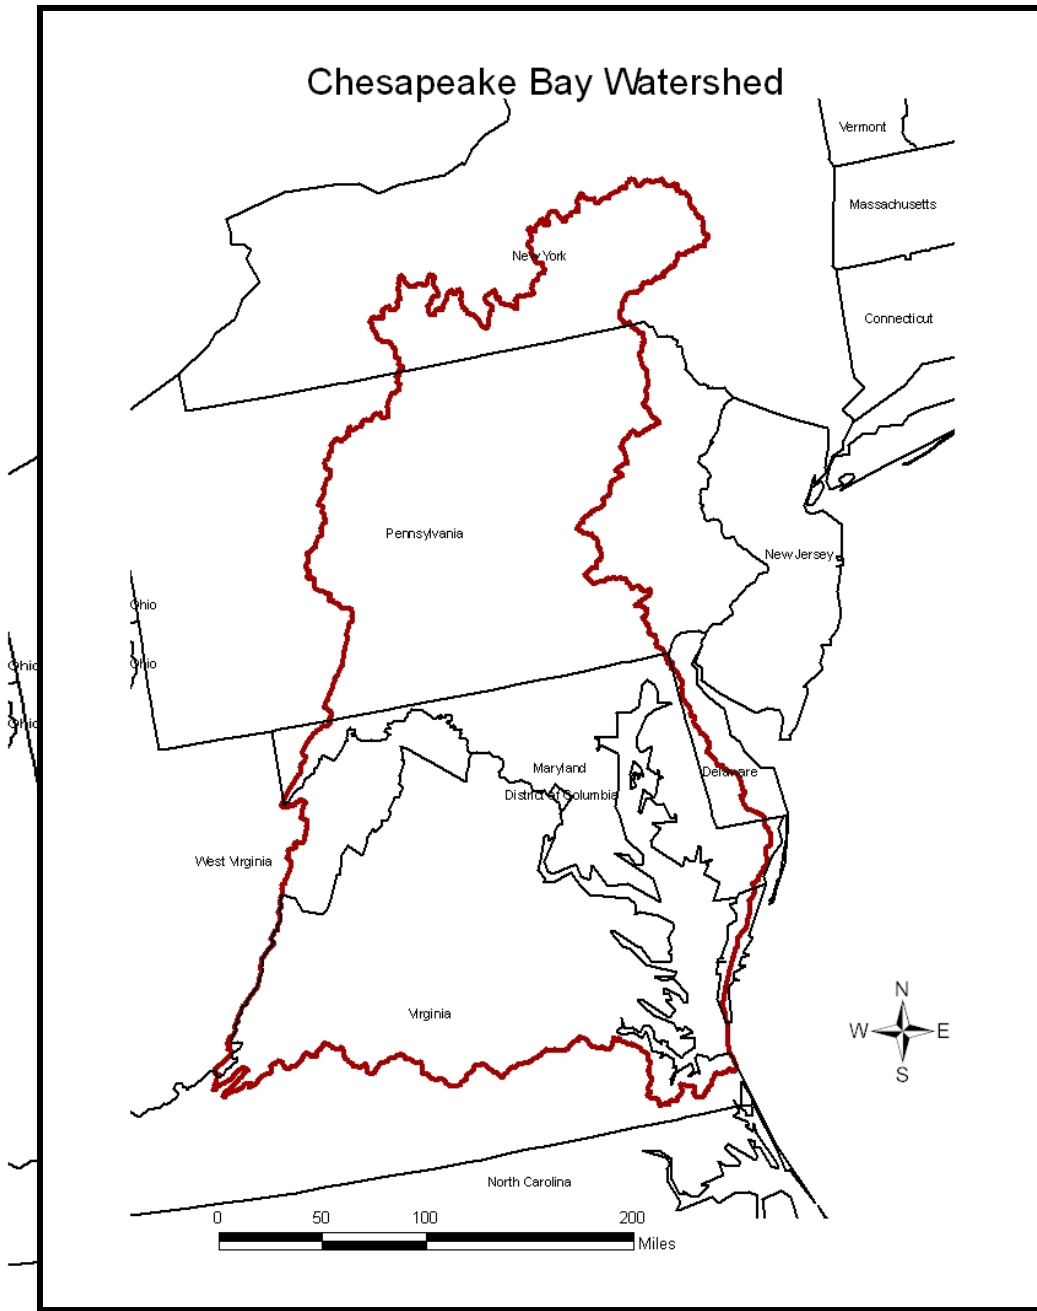 Chesapeake Bay Watershed
Vermont
Massachusetts
New York
Connecticut
Pennsylvania
New Jersey
Ohio
Ohio
Ohio
Ohio
Maryland
Delaware
District of Columbia
West Virginia
N
Virginia
W
E
S
North Carolina
0 50 100 200
Miles